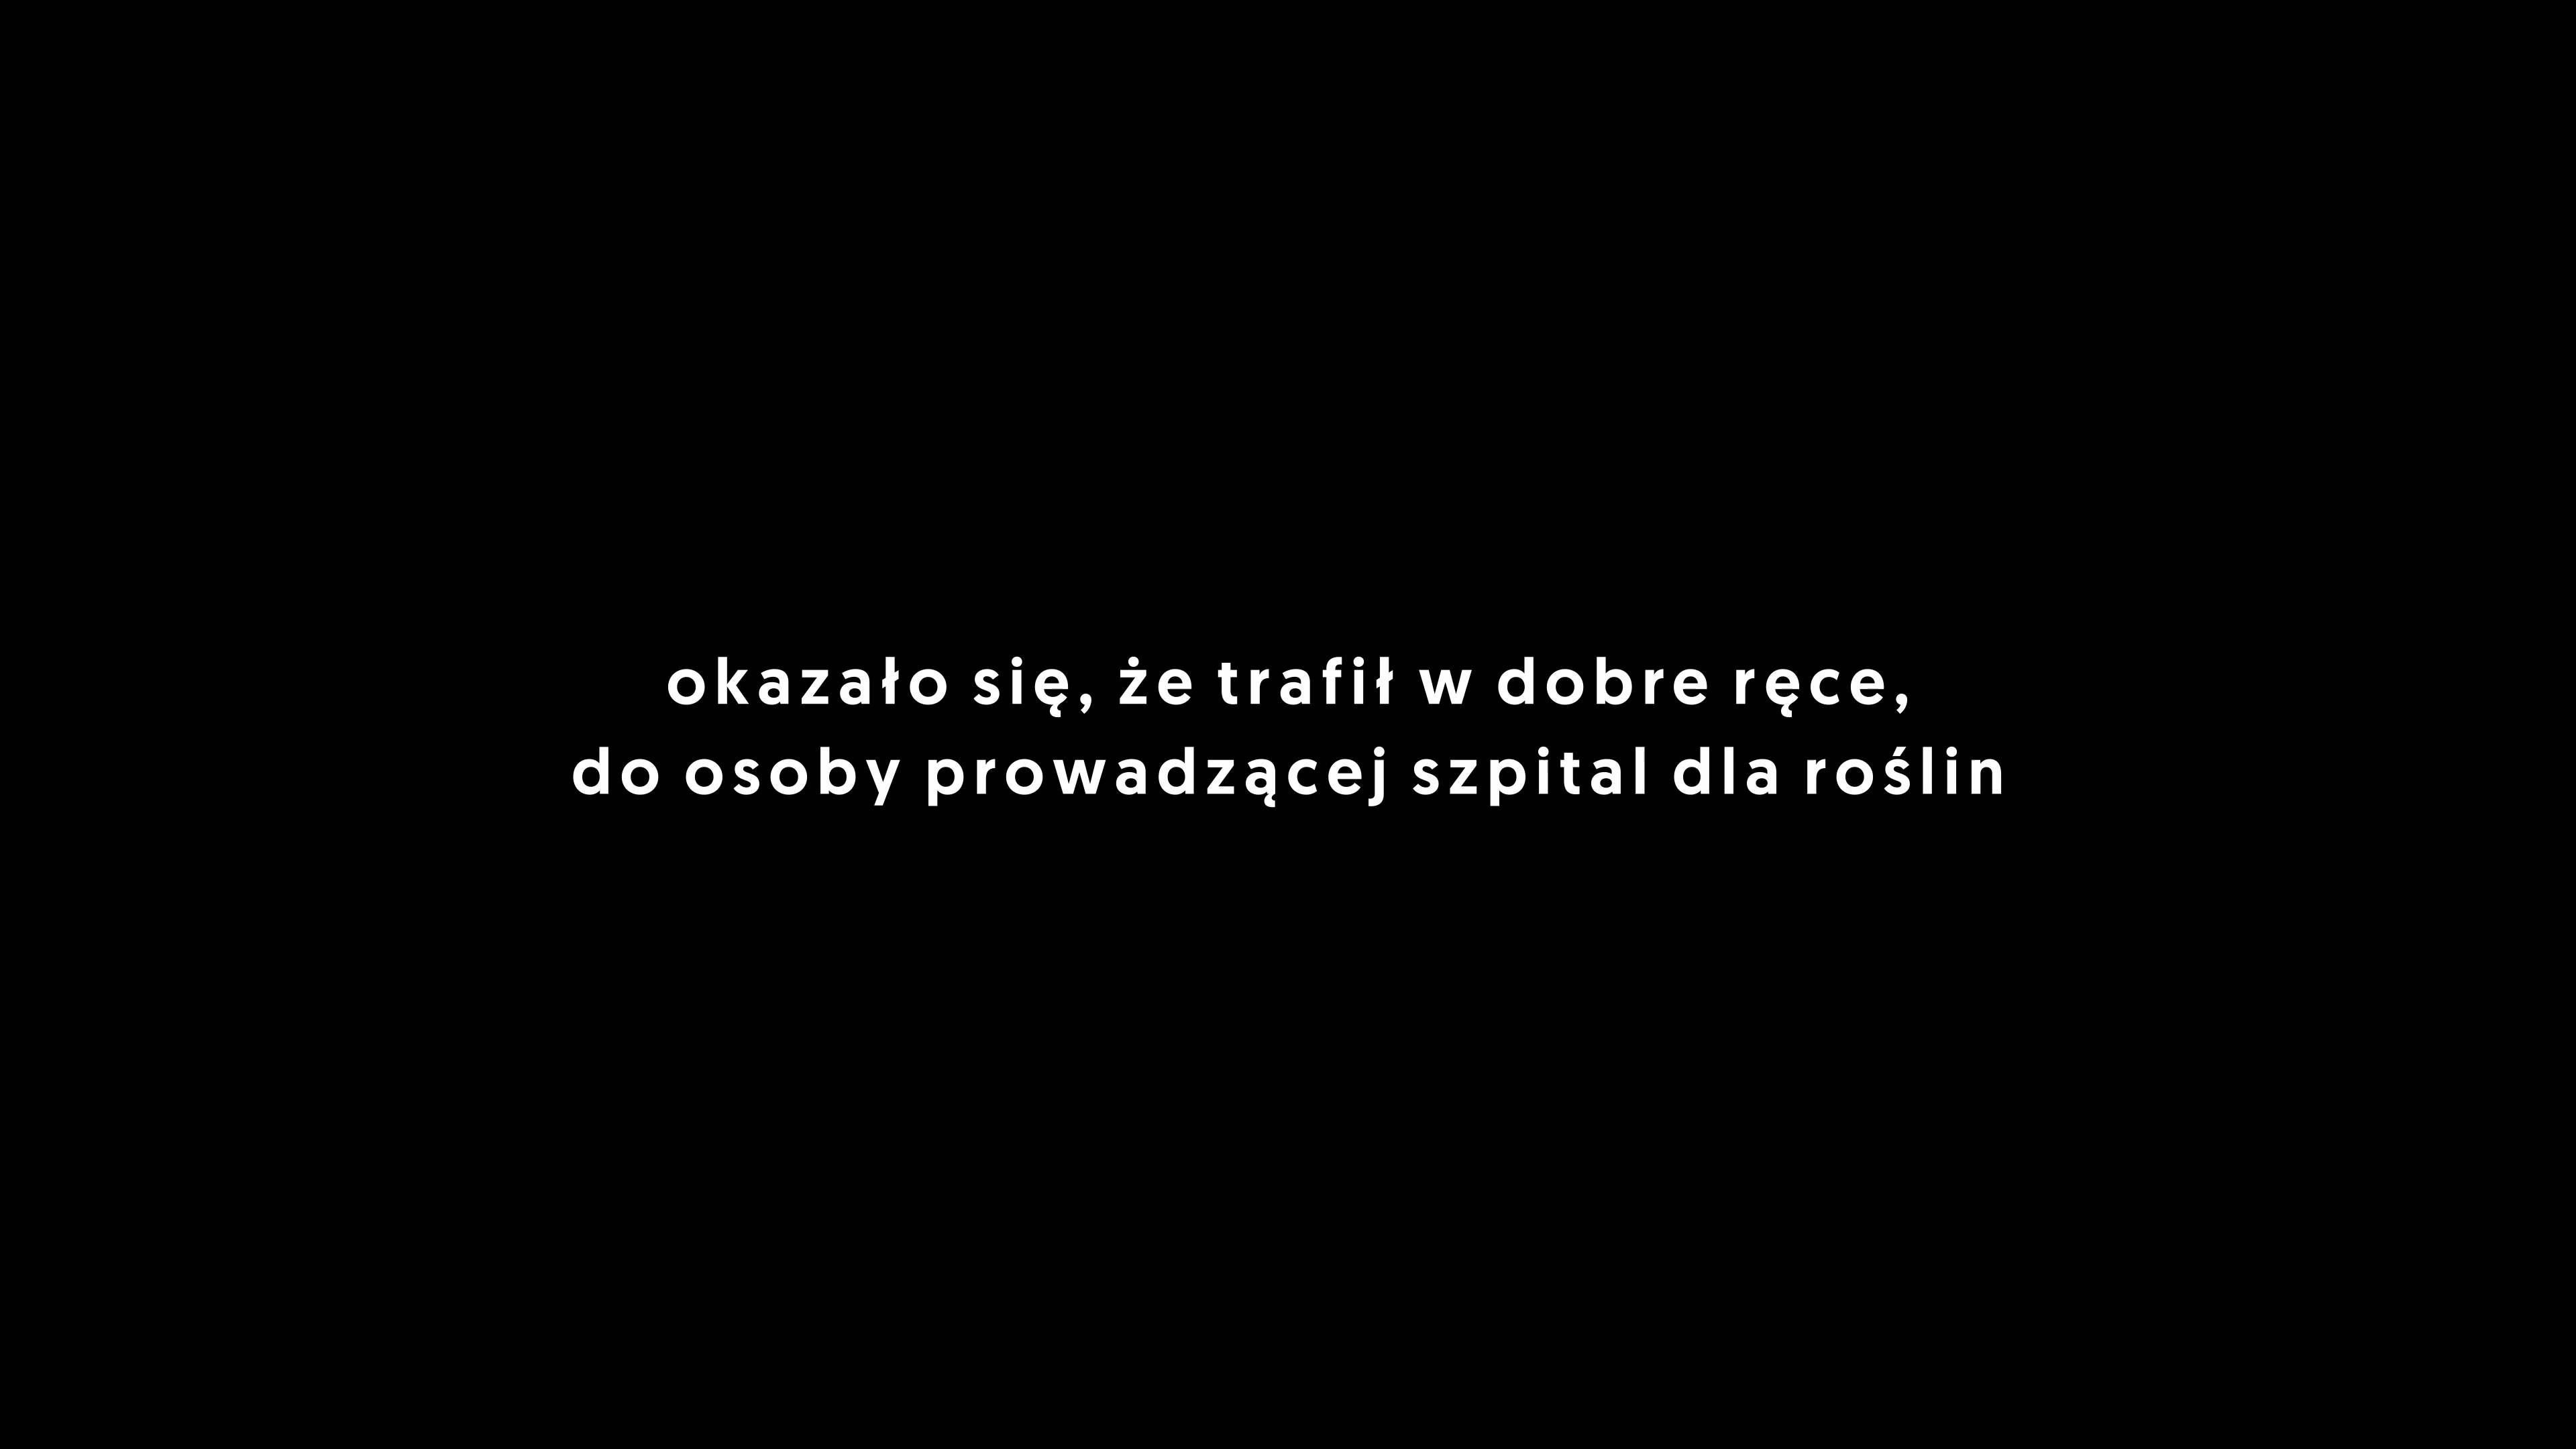 okazało się, że trafił w dobre ręce,
do osoby prowadzącej szpital dla roślin